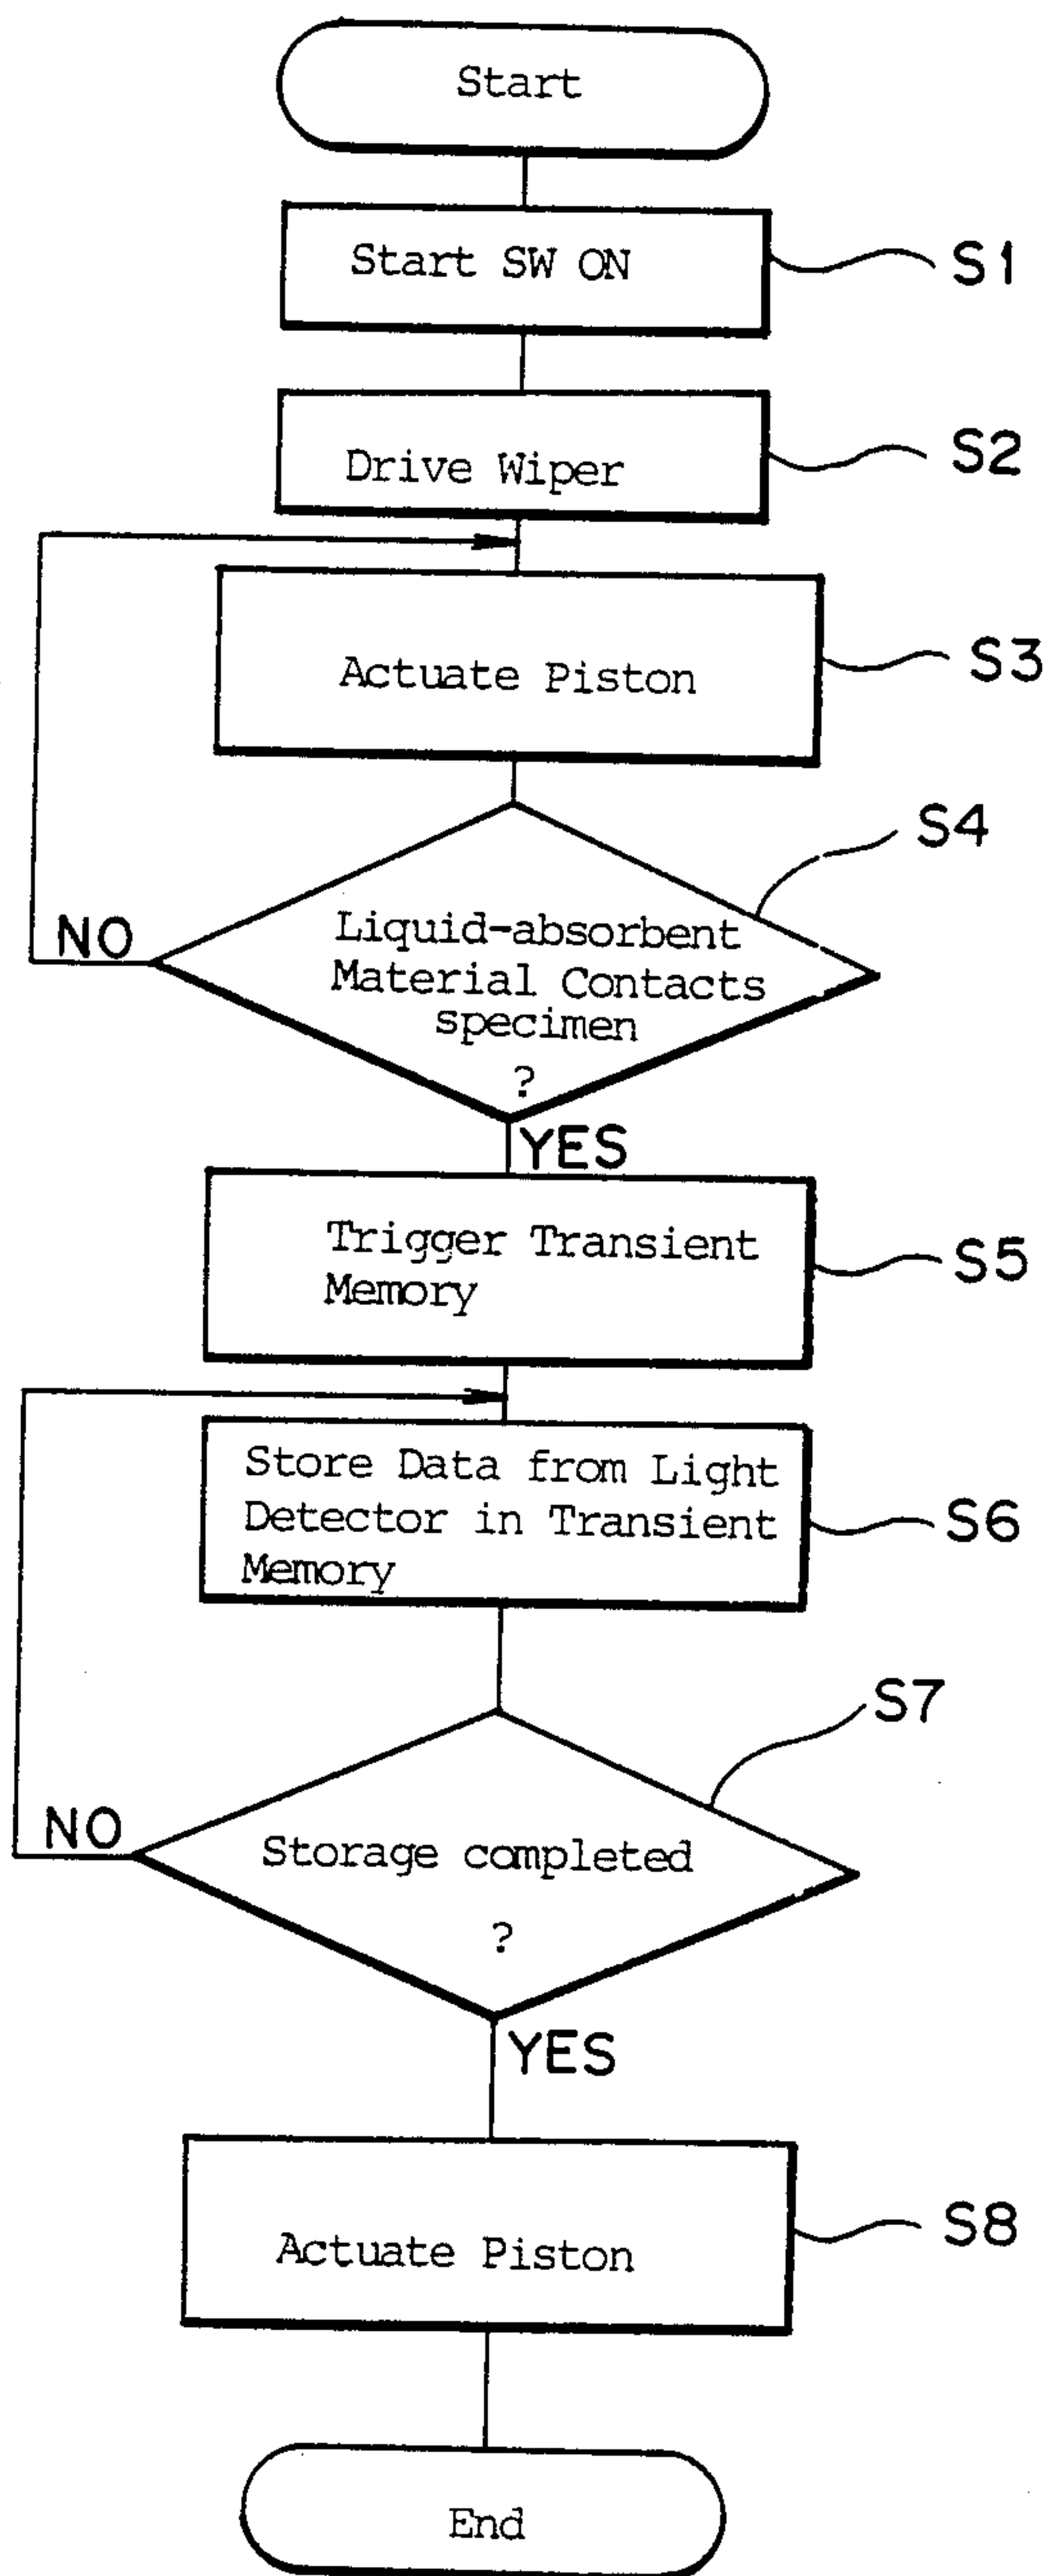 Start
Start SW ON
S1
Drive Wiper
S2
Actuate Piston
S3
S4
Liquid-absorbent
Material Contacts
specimen
?
NO
YES
Trigger Transient
Memory
S5
Store Data from Light
Detector in Transient
Memory
S6
S7
Storage completed
?
NO
YES
Actuate Piston
S8
End